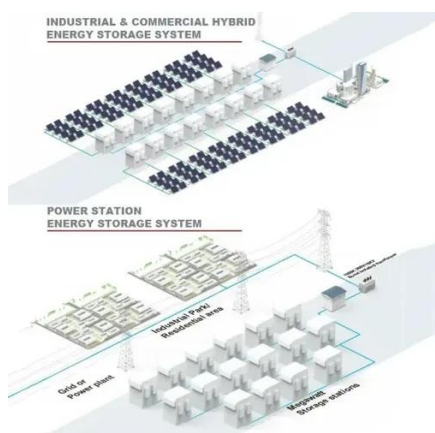 INDUSTRIAL & COMMERCIAL HYBRID
ENERGY STORAGE SYSTEM
POWER STATION
ENERGY STORAGE SYSTEM
Industrial Park/
Residential area
Grid or
Power plant
Megawatt
Storage stations